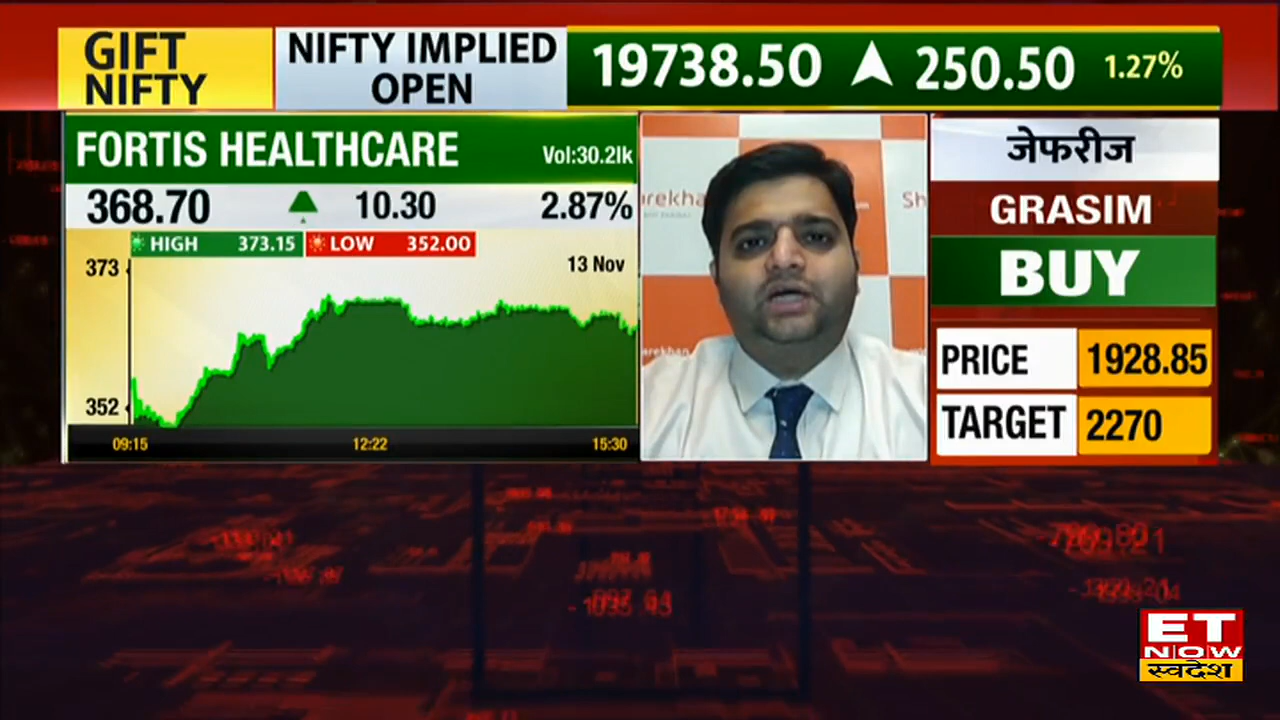 GIFT
NIFTY
NIFTY IMPLIED
OPEN
19738.50 250.50 1.27%
FORTIS HEALTHCARE
Vol:30.2lk
368.70 10.30 2.87%
HIGH 373.15 LOW 352.00
373
13 Nov
352
09:15 12:22 15:30
जेफरीज
GRASIM
BUY
PRICE 1928.85
TARGET 2270
ET
NOW
स्वदेश